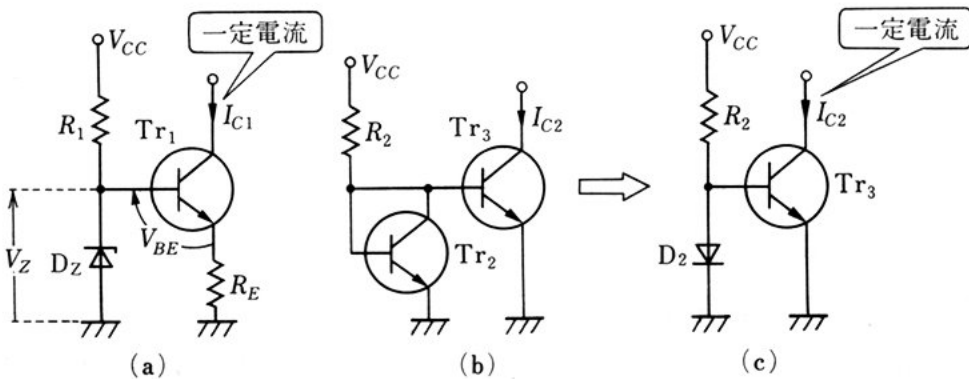 一定電流
V_CC
R_1
Tr_1
I_C1
V_BE
V_Z
D_Z
R_E
(a)
V_CC
R_2
Tr_3
I_C2
Tr_2
(b)
一定電流
V_CC
R_2
I_C2
Tr_3
D_2
(c)